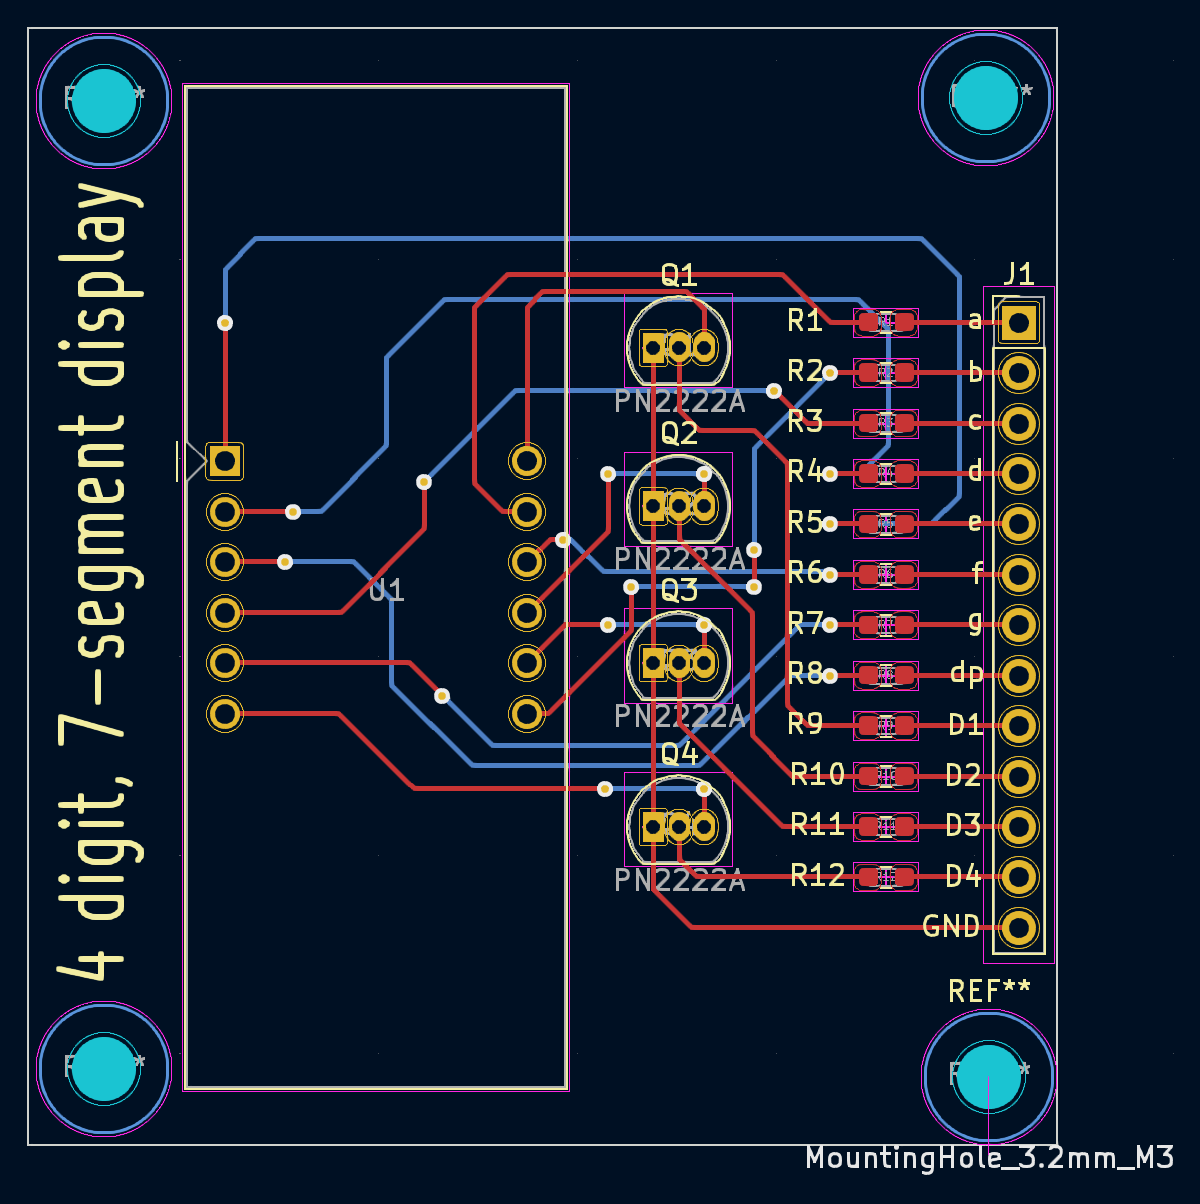 4 digit, 7-segment display
U1
Q1
PN2222A
Q2
PN2222A
Q3
PN2222A
Q4
PN2222A
R1
R2
R3
R4
R5
R6
R7
R8
R9
R10
R11
R12
J1
a
b
c
d
e
f
g
dp
D1
D2
D3
D4
GND
REF**
MountingHole_3.2mm_M3